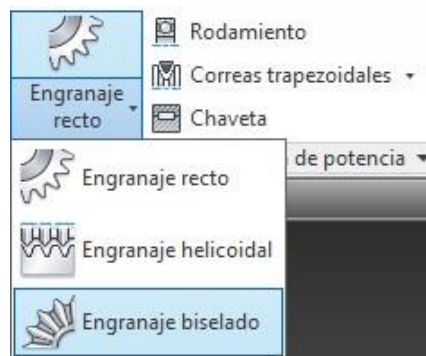 Engranaje
recto
Rodamiento
Correas trapezoidales
Chaveta
de potencia
Engranaje recto
Engranaje helicoidal
Engranaje biselado